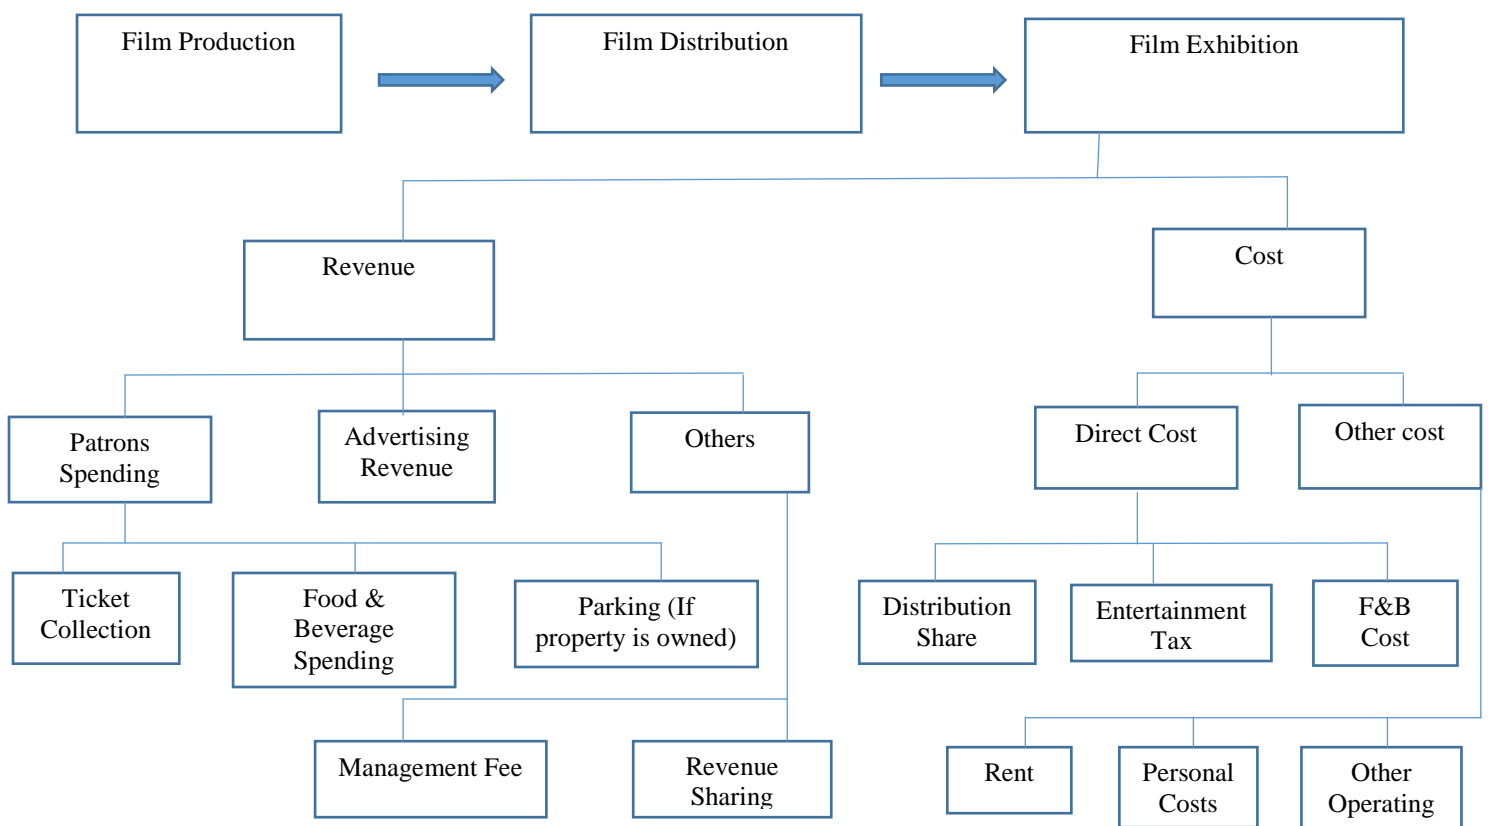 Film Production
Film Distribution
Film Exhibition
Revenue
Cost
Patrons
Spending
Advertising
Revenue
Others
Direct Cost
Other cost
Ticket
Collection
Food &
Beverage
Spending
Parking (If
property is owned)
Distribution
Share
Entertainment
Tax
F&B
Cost
Management Fee
Revenue
Sharing
Rent
Personal
Costs
Other
Operating